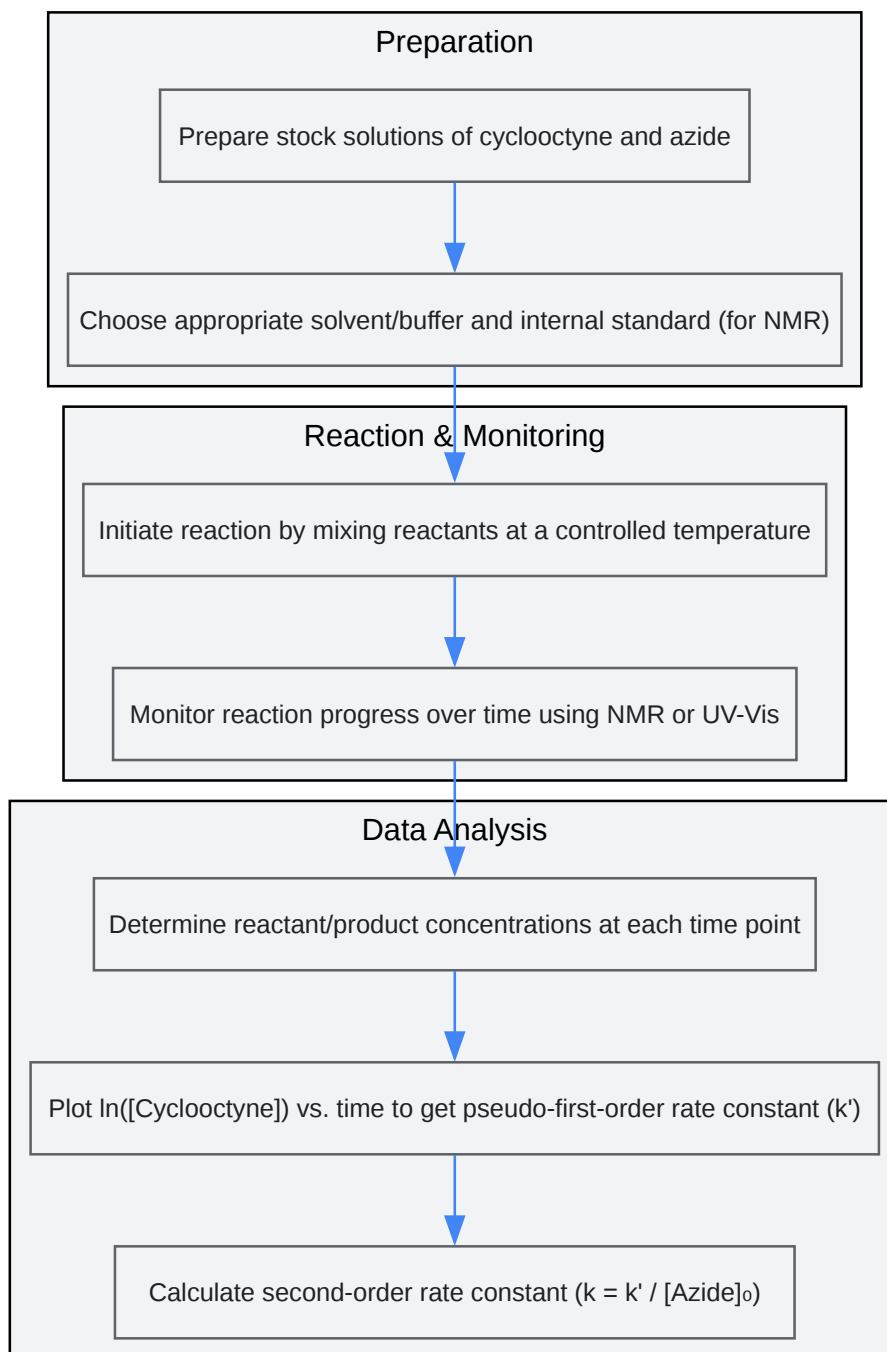 Preparation
Prepare stock solutions of cyclooctyne and azide
Choose appropriate solvent/buffer and internal standard (for NMR)
Reaction & Monitoring
Initiate reaction by mixing reactants at a controlled temperature
Monitor reaction progress over time using NMR or UV-Vis
Data Analysis
Determine reactant/product concentrations at each time point
Plot ln([Cyclooctyne]) vs. time to get pseudo-first-order rate constant (k')
Calculate second-order rate constant (k = k' / [Azide]₀)